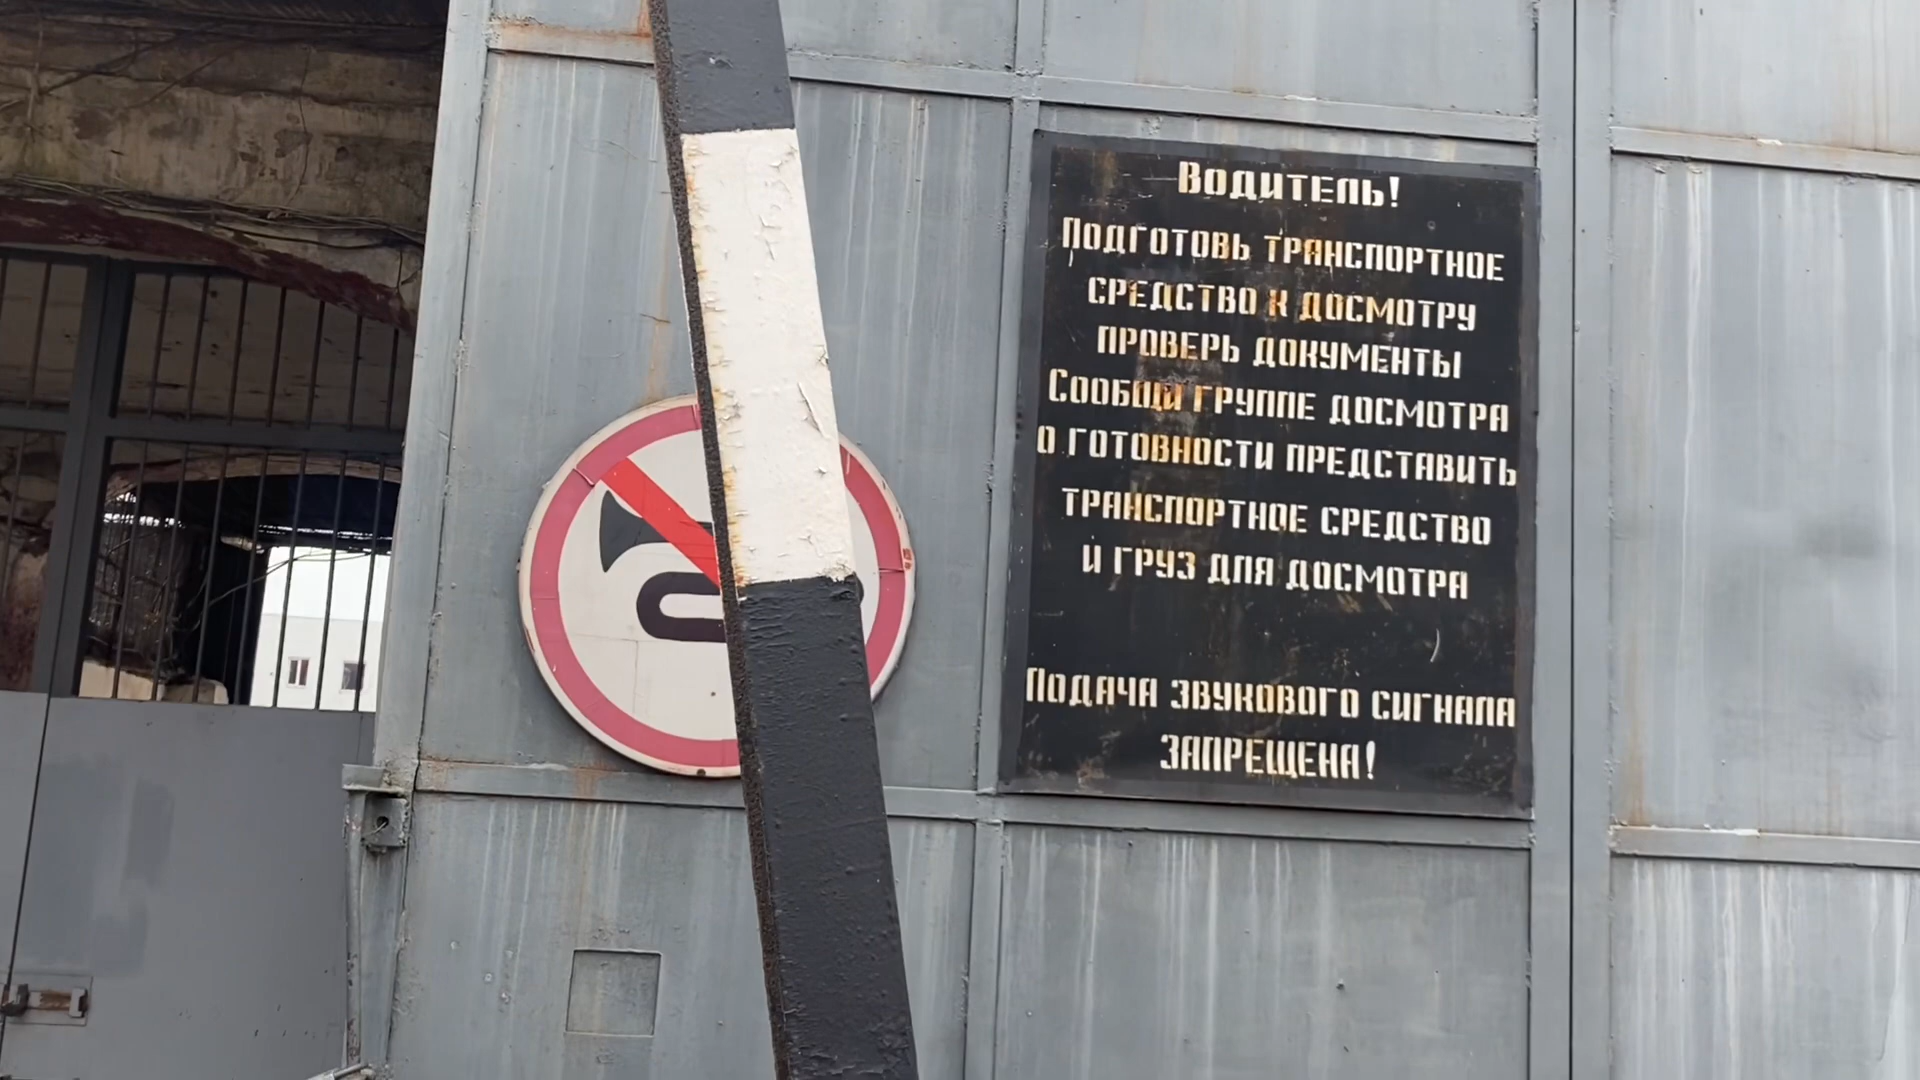 Водитель!
Подготовь транспортное
средство к досмотру
проверь документы
Сообщи группе досмотра
о готовности представить
транспортное средство
и груз для досмотра
Подача звукового сигнала
запрещена!